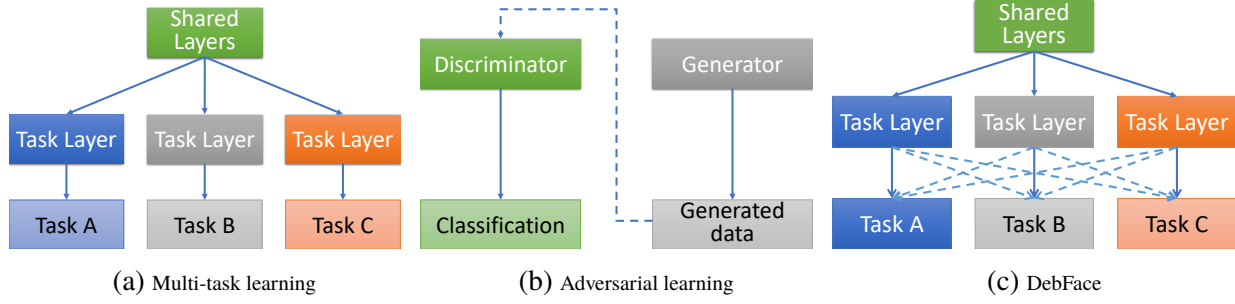 Shared
Layers
Task Layer
Task Layer
Task Layer
Task A
Task B
Task C
(a) Multi-task learning
Discriminator
Generator
Classification
Generated
data
(b) Adversarial learning
Shared
Layers
Task Layer
Task Layer
Task Layer
Task A
Task B
Task C
(c) DebFace